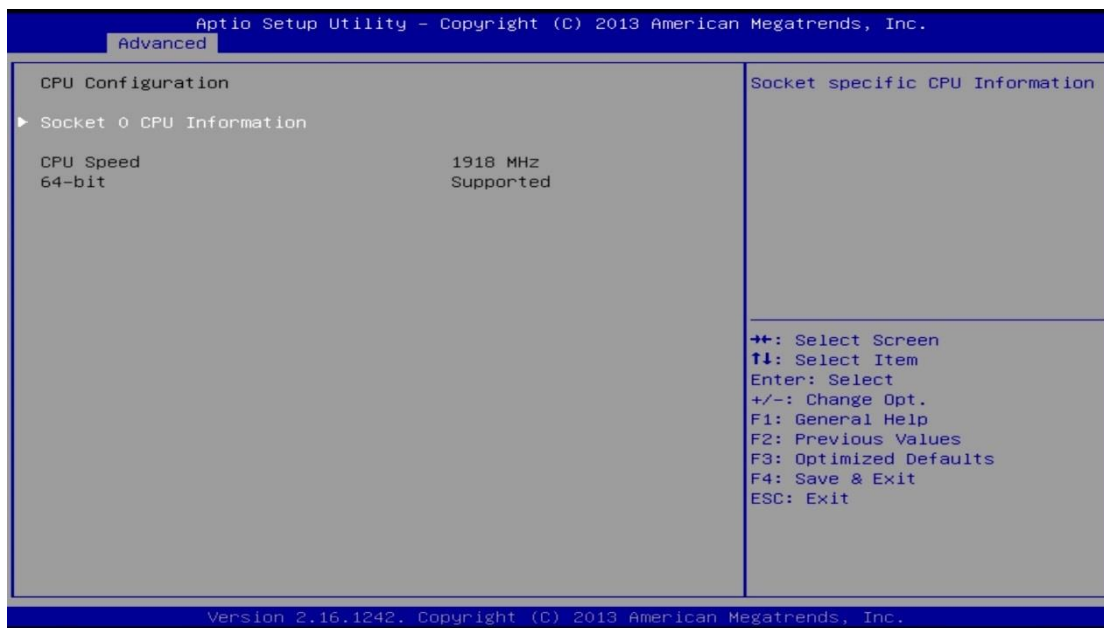 Aptio Setup Utility – Copyright (C) 2013 American Megatrends, Inc.
Advanced
CPU Configuration
▶ Socket 0 CPU Information
CPU Speed 1918 MHz
64-bit Supported
Socket specific CPU Information
→←: Select Screen
↑↓: Select Item
Enter: Select
+/-: Change Opt.
F1: General Help
F2: Previous Values
F3: Optimized Defaults
F4: Save & Exit
ESC: Exit
Version 2.16.1242. Copyright (C) 2013 American Megatrends, Inc.